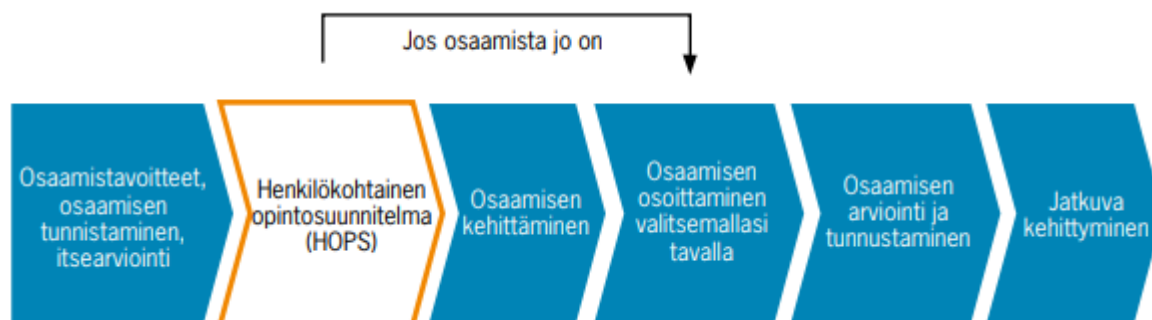 Jos osaamista jo on
Osaamistavoitteet,
osaamisen
tunnistaminen,
itsearviointi
Henkilökohtainen
opintosuunnitelma
(HOPS)
Osaamisen
kehittäminen
Osaamisen
osoittaminen
valitsemallasi
tavalla
Osaamisen
arviointi ja
tunnustaminen
Jatkuva
kehittyminen